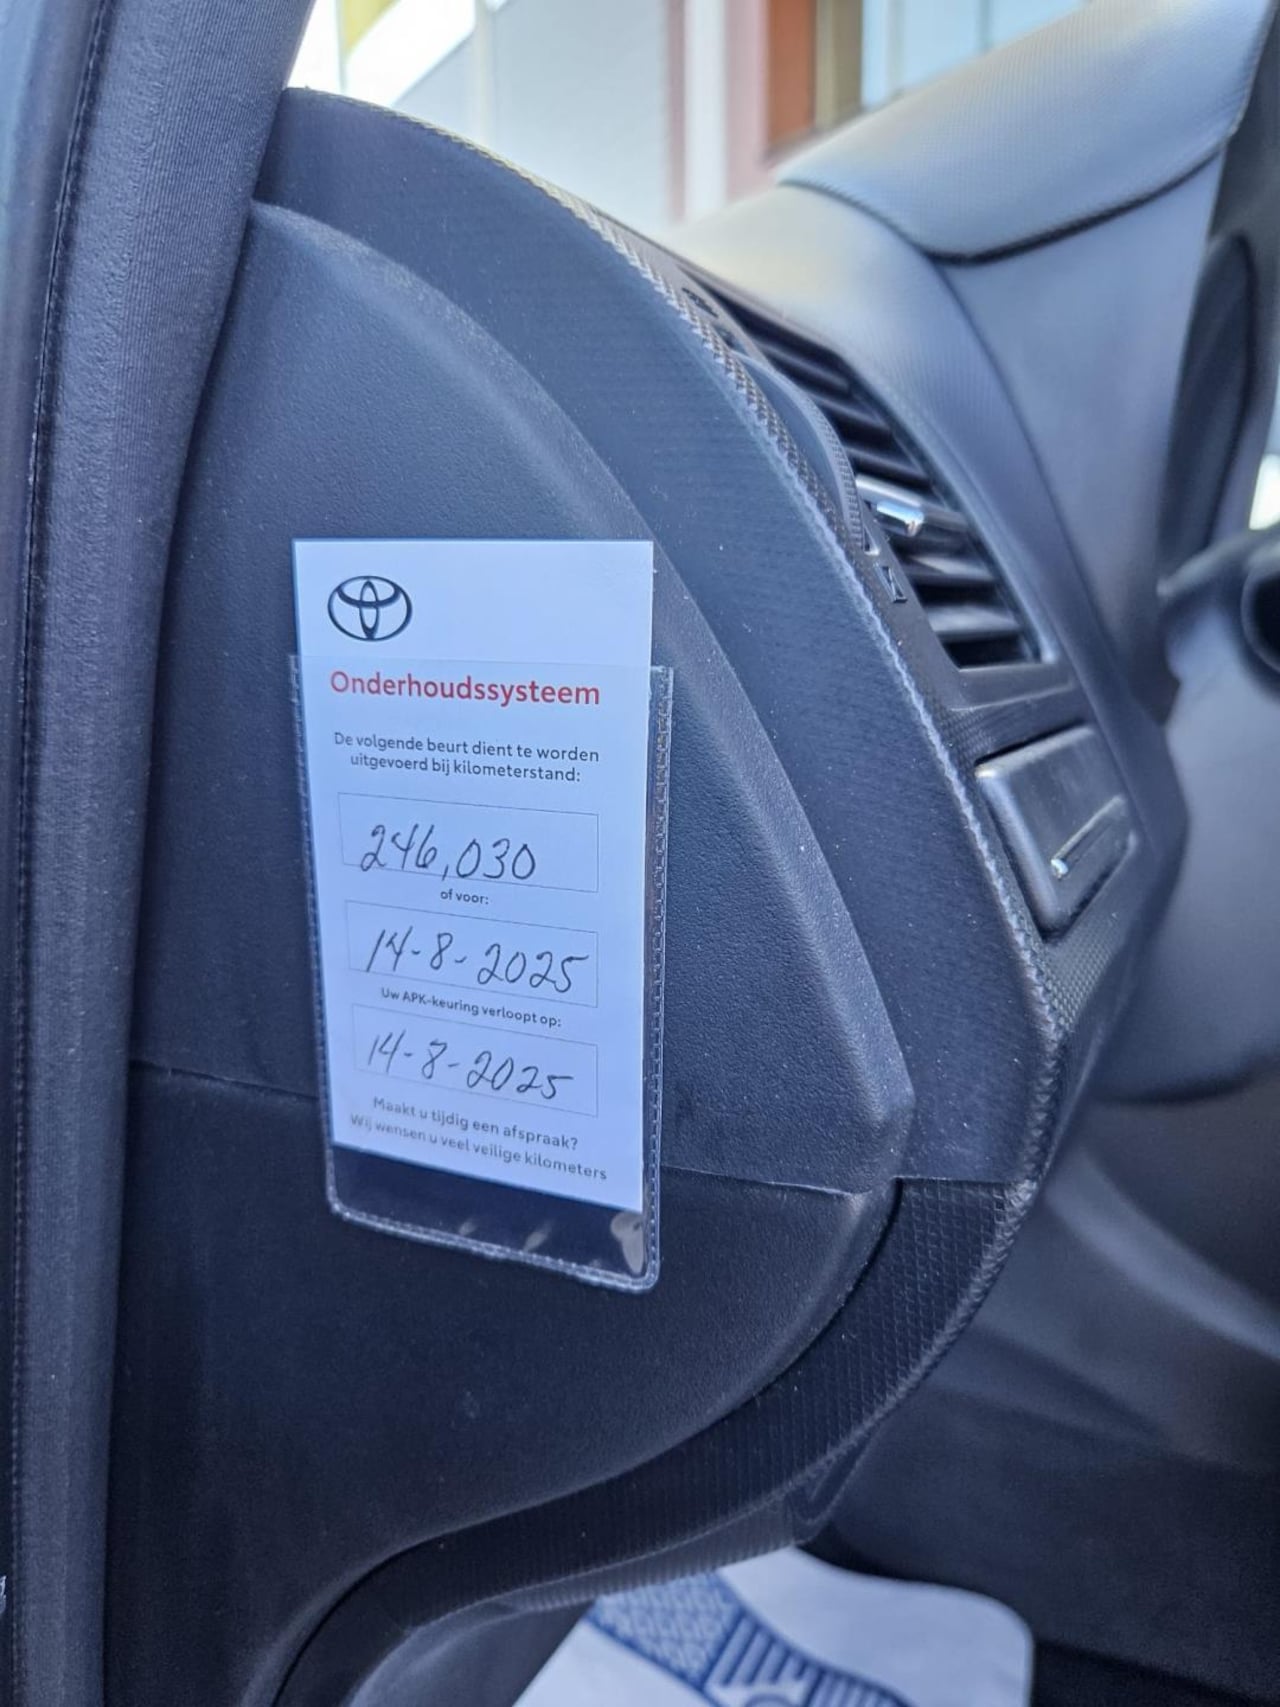 Onderhoudssysteem
De volgende beurt dient te worden
uitgevoerd bij kilometerstand:
246,030
of voor:
14-8-2025
Uw APK-keuring verloopt op:
14-8-2025
Maakt u tijdig een afspraak?
Wij wensen u veel veilige kilometers